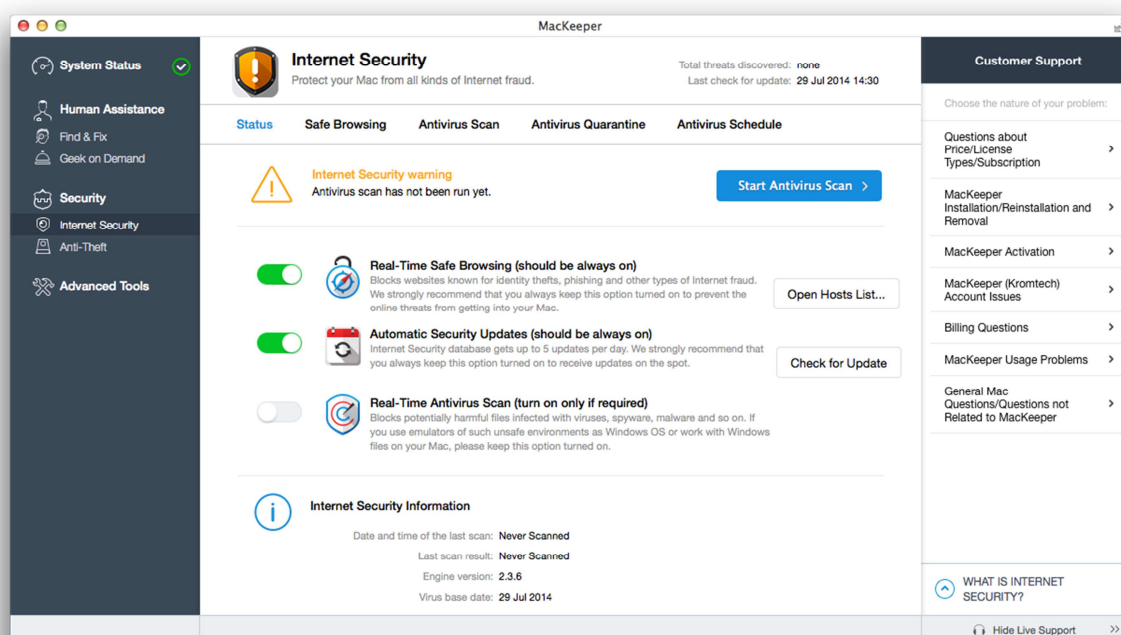 MacKeeper
System Status
Human Assistance
Find & Fix
Geek on Demand
Security
Internet Security
Anti-Theft
Advanced Tools
Internet Security
Protect your Mac from all kinds of Internet fraud.
Total threats discovered: none
Last check for update: 29 Jul 2014 14:30
Status
Safe Browsing
Antivirus Scan
Antivirus Quarantine
Antivirus Schedule
Internet Security warning
Antivirus scan has not been run yet.
Start Antivirus Scan
Real-Time Safe Browsing (should be always on)
Blocks websites known for identity thefts, phishing and other types of Internet fraud.
We strongly recommend that you always keep this option turned on to prevent the
online threats from getting into your Mac.
Open Hosts List...
Automatic Security Updates (should be always on)
Internet Security database gets up to 5 updates per day. We strongly recommend that
you always keep this option turned on to receive updates on the spot.
Check for Update
Real-Time Antivirus Scan (turn on only if required)
Blocks potentially harmful files infected with viruses, spyware, malware and so on. If
you use emulators of such unsafe environments as Windows OS or work with Windows
files on your Mac, please keep this option turned on.
Internet Security Information
Date and time of the last scan: Never Scanned
Last scan result: Never Scanned
Engine version: 2.3.6
Virus base date: 29 Jul 2014
Customer Support
Choose the nature of your problem:
Questions about
Price/License
Types/Subscription
MacKeeper
Installation/Reinstallation and
Removal
MacKeeper Activation
MacKeeper (Kromtech)
Account Issues
Billing Questions
MacKeeper Usage Problems
General Mac
Questions/Questions not
Related to MacKeeper
WHAT IS INTERNET
SECURITY?
Hide Live Support